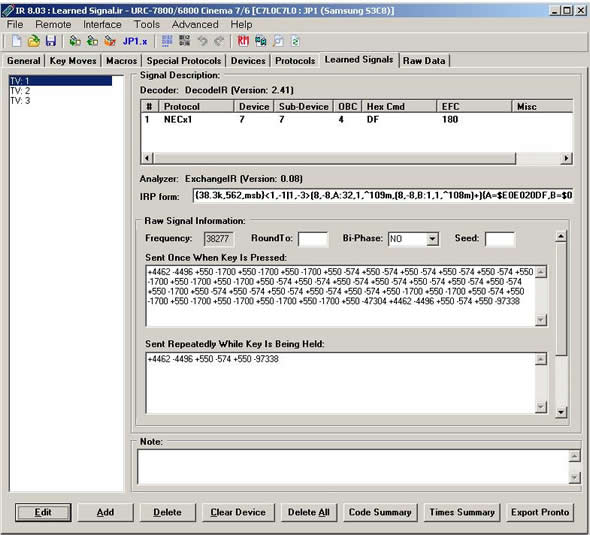 IR 8.03 : Learned Signal.ir - URC-7800/6800 Cinema 7/6 [C7L0C7L0 : JP1 (Samsung S3C8)]
File Remote Interface Tools Advanced Help
JP1.x RM
General Key Moves Macros Special Protocols Devices Protocols Learned Signals Raw Data
TV: 1
TV: 2
TV: 3
Signal Description:
Decoder: DecodeIR (Version: 2.41)
# Protocol Device Sub-Device OBC Hex Cmd EFC Misc
1 NECx1 7 7 4 DF 180
Analyzer: ExchangeIR (Version: 0.08)
IRP form: {38.3k,562,msb}<1,-1|1,-3>(8,-8,A:32,1,^109m,(8,-8,B:1,1,^108m)+){A=$E0E020DF,B=$0
Raw Signal Information:
Frequency: 38277 RoundTo: Bi-Phase: NO Seed:
Sent Once When Key Is Pressed:
+4462 -4496 +550 -1700 +550 -1700 +550 -1700 +550 -574 +550 -574 +550 -574 +550 -574 +550 -574 +550
-1700 +550 -1700 +550 -1700 +550 -574 +550 -574 +550 -574 +550 -574 +550 -574 +550 -574 +550 -574
+550 -1700 +550 -574 +550 -574 +550 -574 +550 -574 +550 -574 +550 -1700 +550 -1700 +550
-1700 +550 -1700 +550 -1700 +550 -1700 +550 -1700 +550 -47304 +4462 -4496 +550 -574 +550 -97338
Sent Repeatedly While Key Is Being Held:
+4462 -4496 +550 -574 +550 -97338
Note:
Edit Add Delete Clear Device Delete All Code Summary Times Summary Export Pronto